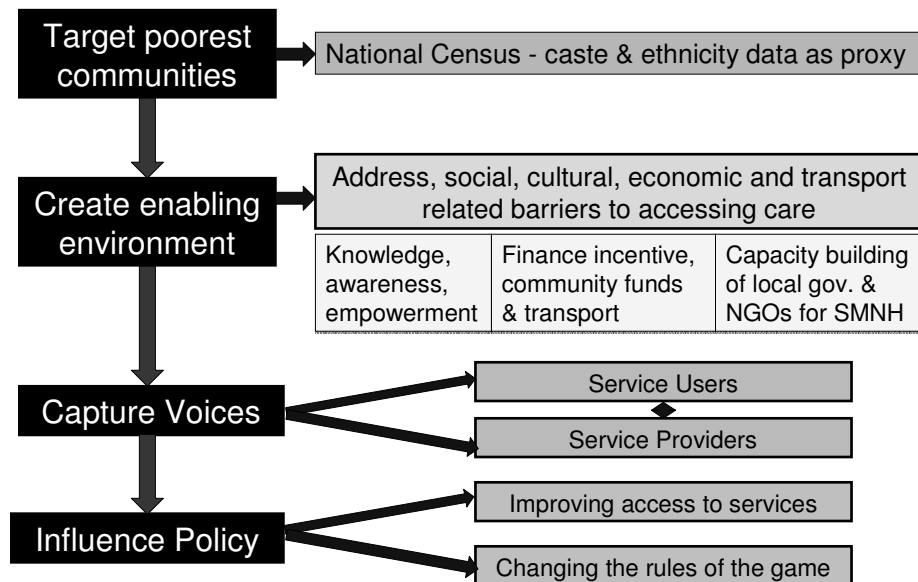 Target poorest
communities
National Census - caste & ethnicity data as proxy
Create enabling
environment
Address, social, cultural, economic and transport
related barriers to accessing care
Knowledge,
awareness,
empowerment
Finance incentive,
community funds
& transport
Capacity building
of local gov. &
NGOs for SMNH
Capture Voices
Service Users
Service Providers
Influence Policy
Improving access to services
Changing the rules of the game